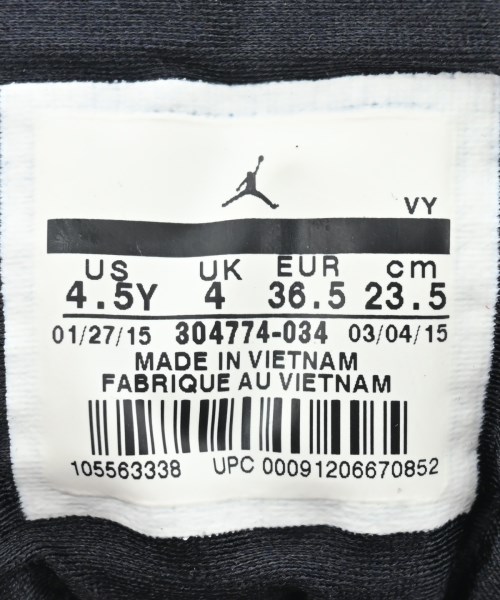 VY
US UK EUR cm
4.5Y 4 36.5 23.5
01/27/15 304774-034 03/04/15
MADE IN VIETNAM
FABRIQUE AU VIETNAM
105563338 UPC 00091206670852